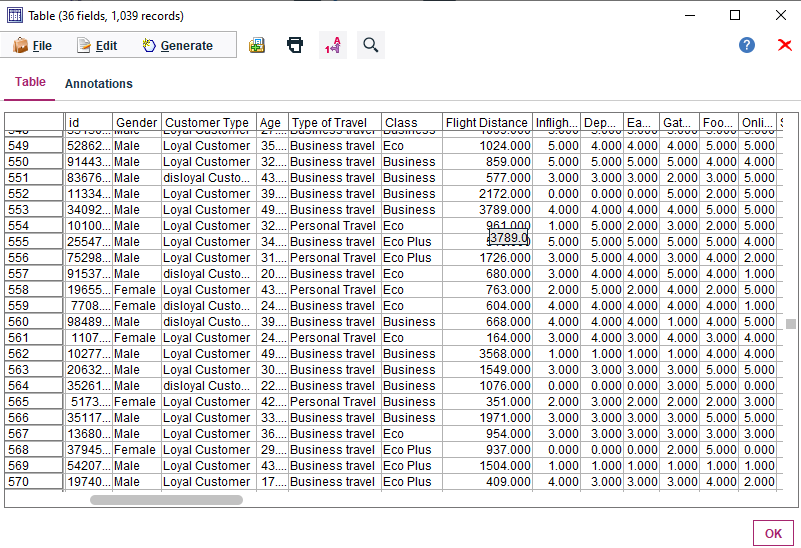 Table (36 fields, 1,039 records)
File Edit Generate
Table Annotations
id Gender Customer Type Age Type of Travel Class Flight Distance Infligh... Dep... Ea... Gat... Foo... Onli...
549 52862... Male Loyal Customer 35.... Business travel Eco 1024.000 5.000 4.000 4.000 4.000 5.000 5.000
550 91443... Male Loyal Customer 32.... Business travel Business 859.000 5.000 5.000 5.000 5.000 4.000 4.000
551 83676... Male disloyal Custo... 43.... Business travel Business 577.000 3.000 3.000 3.000 2.000 3.000 5.000
552 11334... Male Loyal Customer 39.... Business travel Business 2172.000 0.000 0.000 0.000 5.000 2.000 5.000
553 34092... Male Loyal Customer 49.... Business travel Business 3789.000 4.000 4.000 4.000 4.000 5.000 5.000
554 10100... Male Loyal Customer 32.... Personal Travel Eco 961.000 1.000 5.000 2.000 3.000 2.000 5.000
3789.0
555 25547... Male Loyal Customer 34.... Business travel Eco Plus 5.000 5.000 5.000 5.000 5.000 4.000
556 75298... Male Loyal Customer 31.... Personal Travel Eco Plus 1726.000 3.000 5.000 4.000 3.000 4.000 2.000
557 91537... Male disloyal Custo... 20.... Business travel Eco 680.000 3.000 4.000 4.000 5.000 4.000 1.000
558 19655... Female Loyal Customer 43.... Personal Travel Eco 763.000 2.000 5.000 2.000 4.000 2.000 5.000
559 7708.... Female disloyal Custo... 24.... Business travel Eco 604.000 4.000 4.000 4.000 4.000 4.000 1.000
560 98489... Male disloyal Custo... 39.... Business travel Business 668.000 4.000 4.000 4.000 1.000 4.000 5.000
561 1107.... Female Loyal Customer 24.... Personal Travel Eco 164.000 3.000 4.000 3.000 4.000 3.000 4.000
562 10277... Male Loyal Customer 49.... Business travel Business 3568.000 1.000 1.000 1.000 1.000 4.000 4.000
563 20632... Male Loyal Customer 30.... Business travel Business 1549.000 3.000 3.000 3.000 3.000 5.000 5.000
564 35261... Male disloyal Custo... 22.... Business travel Business 1076.000 0.000 0.000 0.000 3.000 5.000 0.000
565 5173.... Female Loyal Customer 42.... Personal Travel Business 351.000 2.000 3.000 2.000 2.000 2.000 3.000
566 35117... Male Loyal Customer 33.... Business travel Business 1971.000 3.000 3.000 3.000 3.000 5.000 5.000
567 13680... Male Loyal Customer 36.... Business travel Eco 954.000 3.000 3.000 3.000 3.000 3.000 3.000
568 37945... Female Loyal Customer 29.... Business travel Eco Plus 937.000 0.000 0.000 0.000 2.000 5.000 0.000
569 54207... Male Loyal Customer 43.... Business travel Eco Plus 1504.000 1.000 1.000 1.000 1.000 1.000 1.000
570 19740... Male Loyal Customer 17.... Business travel Eco Plus 409.000 4.000 3.000 3.000 3.000 4.000 2.000
OK